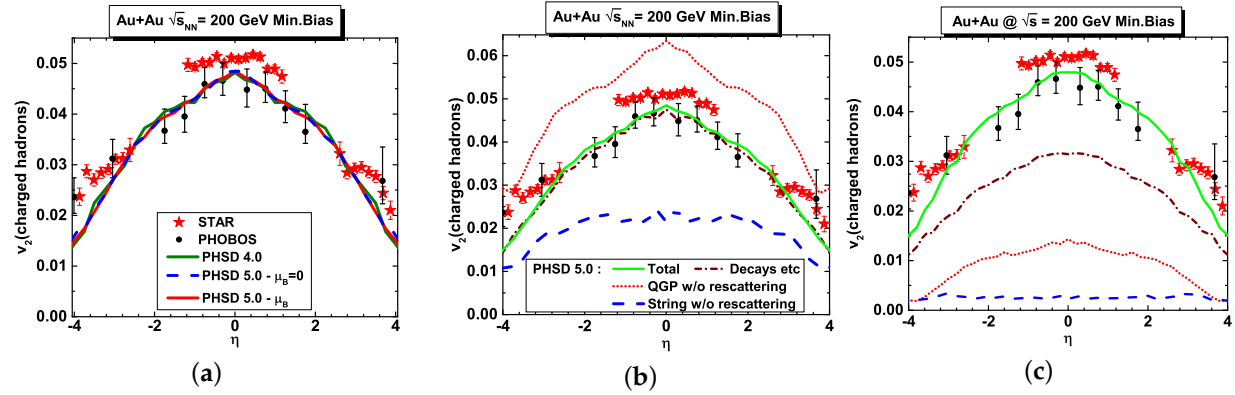 Au+Au √s_NN = 200 GeV Min.Bias
v₂(charged hadrons)
0.05
0.04
0.03
0.02
0.01
0.00
STAR
PHOBOS
PHSD 4.0
PHSD 5.0 - μ_B=0
PHSD 5.0 - μ_B
-4 -2 0 2 4
η
(a)
Au+Au √s_NN = 200 GeV Min.Bias
v₂(charged hadrons)
0.06
0.05
0.04
0.03
0.02
0.01
0.00
PHSD 5.0 : Total Decays etc
QGP w/o rescattering
String w/o rescattering
-4 -2 0 2 4
η
(b)
Au+Au @ √s = 200 GeV Min.Bias
v₂(charged hadrons)
0.05
0.04
0.03
0.02
0.01
0.00
-4 -2 0 2 4
η
(c)